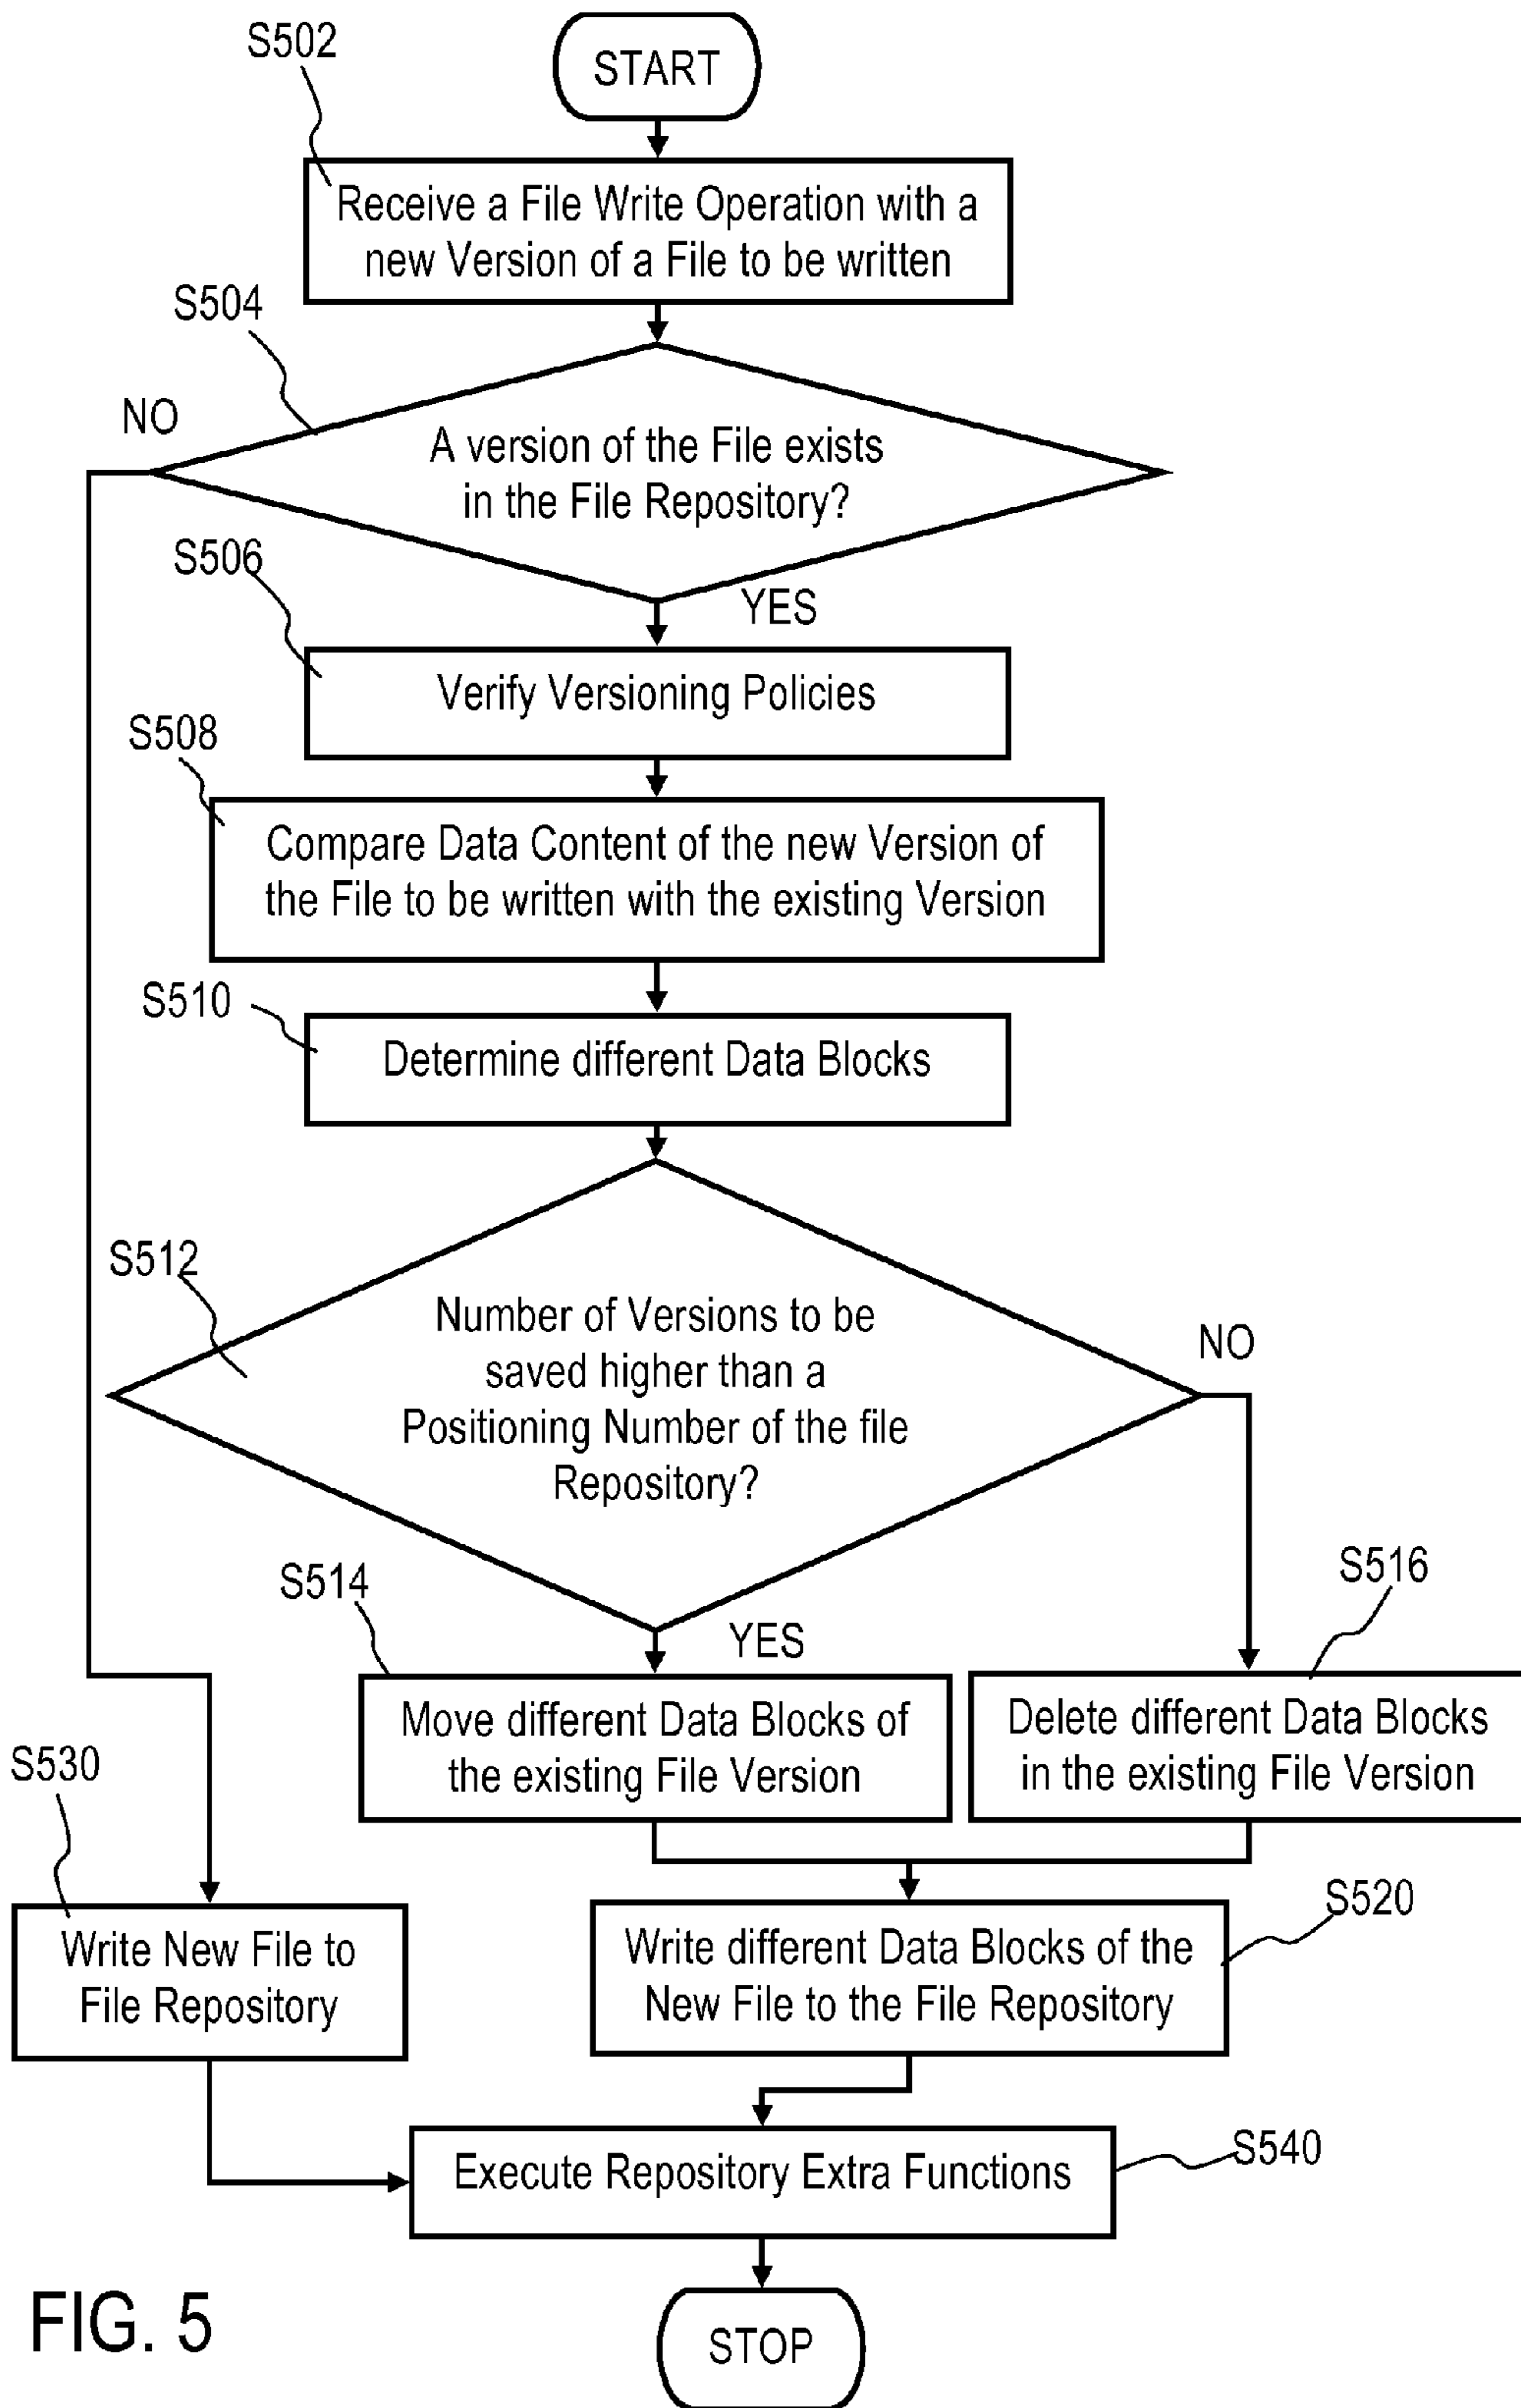 S502
START
Receive a File Write Operation with a
new Version of a File to be written
S504
NO
A version of the File exists
in the File Repository?
S506
YES
Verify Versioning Policies
S508
Compare Data Content of the new Version of
the File to be written with the existing Version
S510
Determine different Data Blocks
S512
Number of Versions to be
saved higher than a
Positioning Number of the file
Repository?
NO
S514
YES
S516
Move different Data Blocks of
the existing File Version
Delete different Data Blocks
in the existing File Version
S530
Write New File to
File Repository
S520
Write different Data Blocks of the
New File to the File Repository
S540
Execute Repository Extra Functions
FIG. 5
STOP